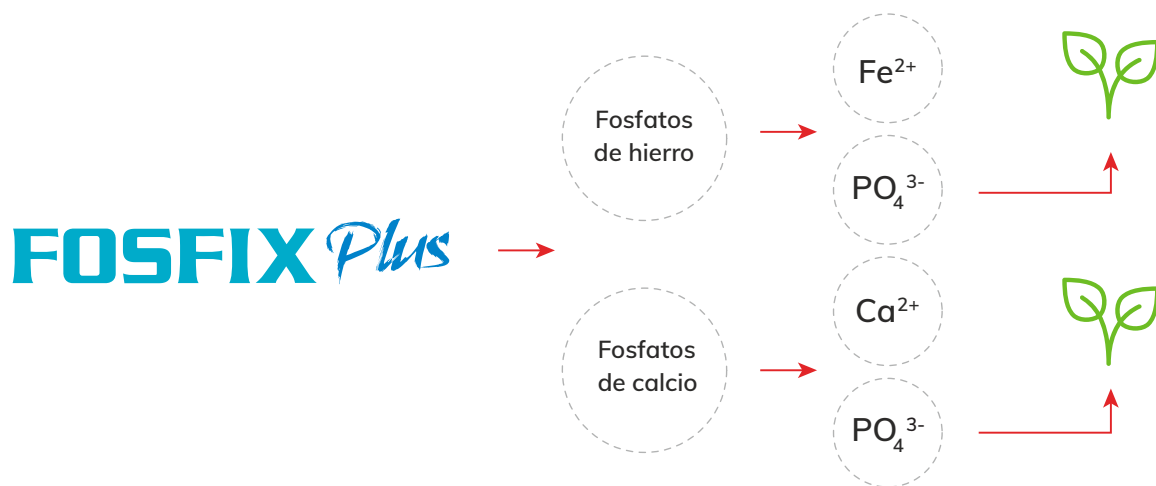 FOSFIX Plus
Fosfatos
de hierro
Fe²⁺
PO₄³⁻
Fosfatos
de calcio
Ca²⁺
PO₄³⁻